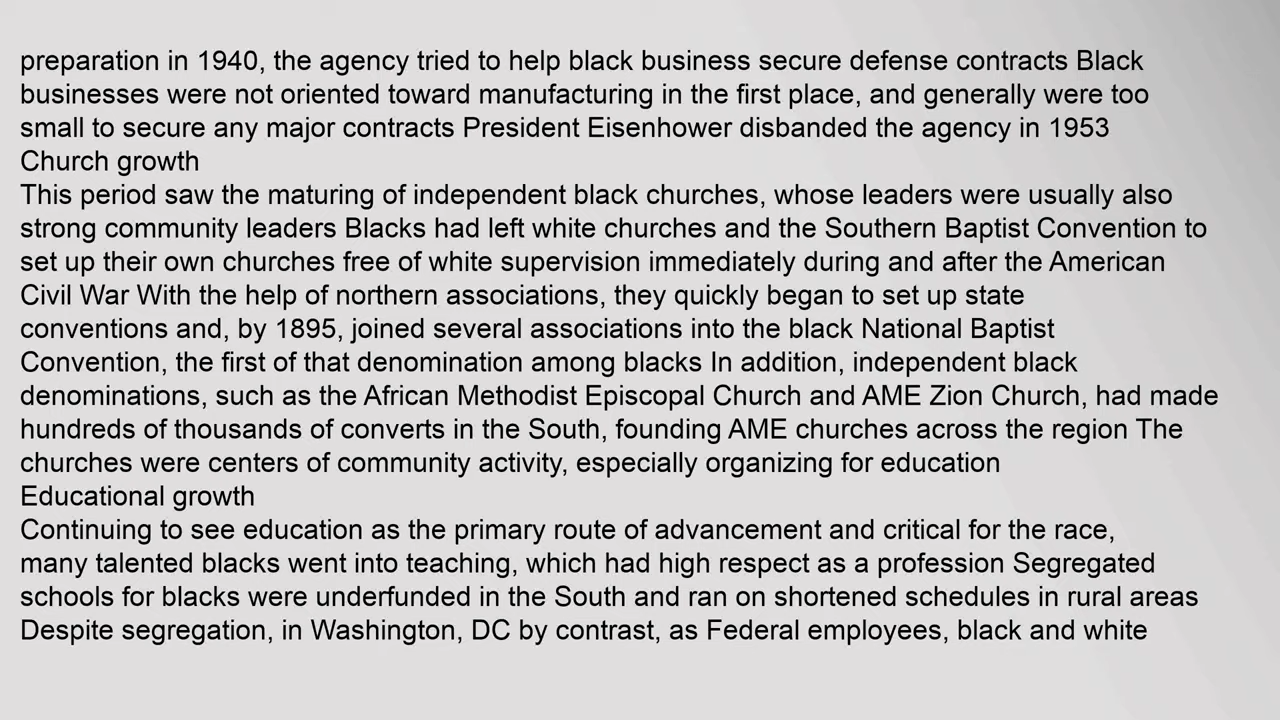 preparation in 1940, the agency tried to help black business secure defense contracts Black
businesses were not oriented toward manufacturing in the first place, and generally were too
small to secure any major contracts President Eisenhower disbanded the agency in 1953
Church growth
This period saw the maturing of independent black churches, whose leaders were usually also
strong community leaders Blacks had left white churches and the Southern Baptist Convention to
set up their own churches free of white supervision immediately during and after the American
Civil War With the help of northern associations, they quickly began to set up state
conventions and, by 1895, joined several associations into the black National Baptist
Convention, the first of that denomination among blacks In addition, independent black
denominations, such as the African Methodist Episcopal Church and AME Zion Church, had made
hundreds of thousands of converts in the South, founding AME churches across the region The
churches were centers of community activity, especially organizing for education
Educational growth
Continuing to see education as the primary route of advancement and critical for the race,
many talented blacks went into teaching, which had high respect as a profession Segregated
schools for blacks were underfunded in the South and ran on shortened schedules in rural areas
Despite segregation, in Washington, DC by contrast, as Federal employees, black and white